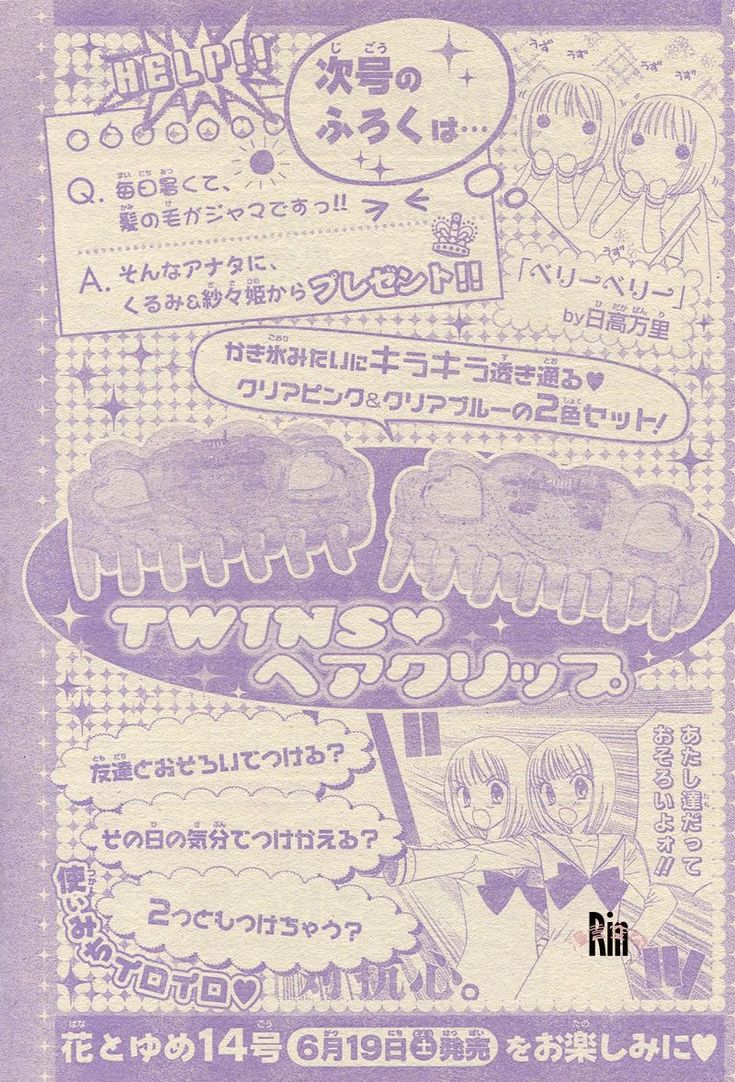 HELP!!
次号の
ふろくは…
うず
うず
うず
うず
うず
Q. 毎日暑くて、
髪の毛がジャマですっ!!
A. そんなアナタに、
くるみ&紗々姫からプレゼント!!
「ベリーベリー」
by日高万里
かき氷みたいにキラキラ透き通る♥
クリアピンク&クリアブルーの2色セット!
TWINS♥
ヘアクリップ
友達とおそろいでつける?
その日の気分でつけかえる?
2つともつけちゃう?
使いみちイロイロ♥
あたし達だって
おそろいよォ!!
対抗心。
Rin
花とゆめ14号 6月19日㊏発売 をお楽しみに♥